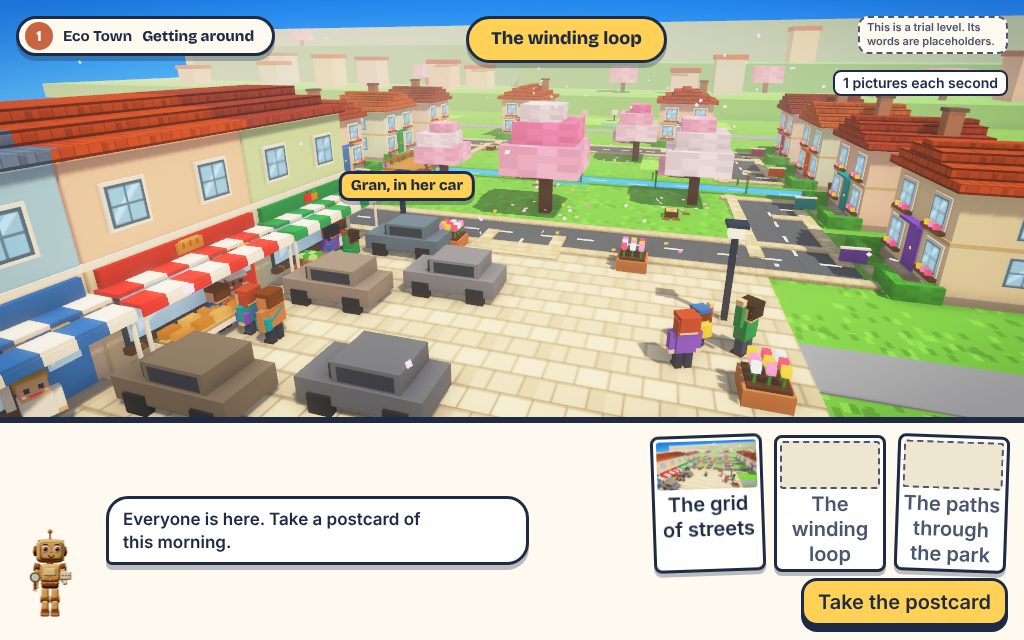 1 Eco Town Getting around
The winding loop
This is a trial level. Its
words are placeholders.
1 pictures each second
Gran, in her car
Everyone is here. Take a postcard of
this morning.
The grid
of streets
The
winding
loop
The paths
through
the park
Take the postcard